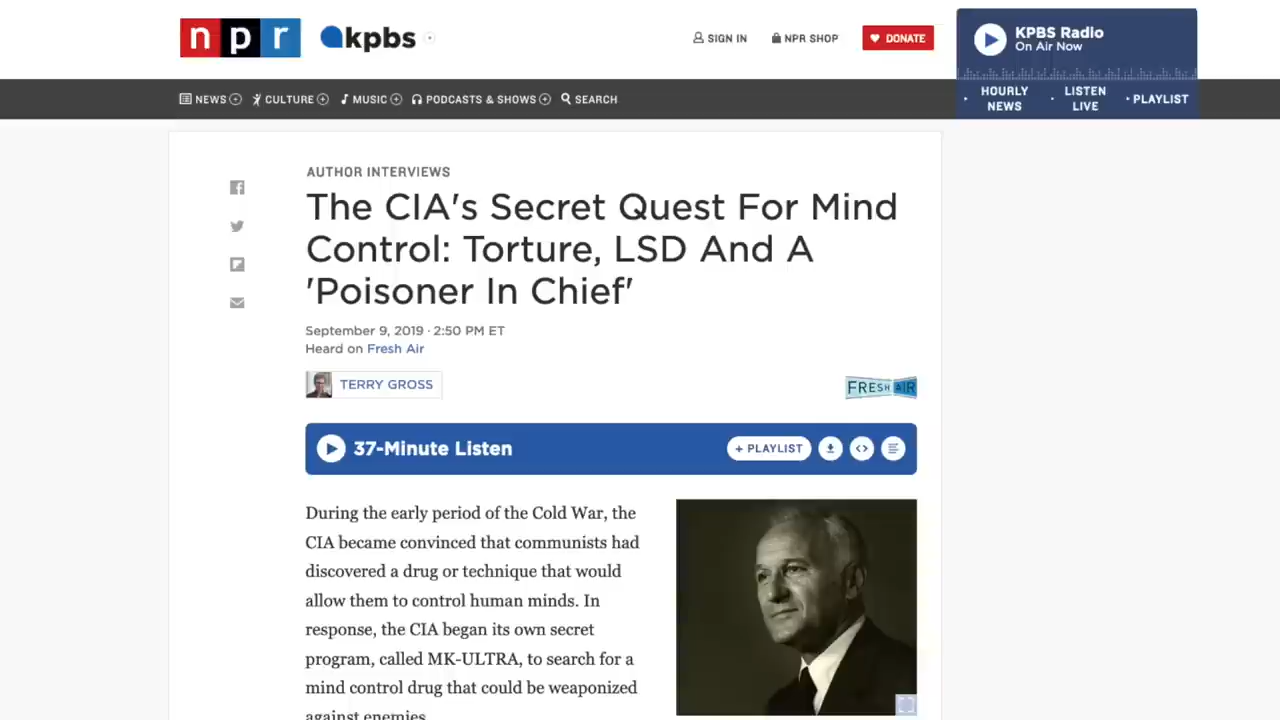 npr kpbs
SIGN IN NPR SHOP DONATE
KPBS Radio
On Air Now
NEWS CULTURE MUSIC PODCASTS & SHOWS SEARCH
HOURLY NEWS
LISTEN LIVE
PLAYLIST
AUTHOR INTERVIEWS
The CIA's Secret Quest For Mind
Control: Torture, LSD And A
'Poisoner In Chief'
September 9, 2019 · 2:50 PM ET
Heard on Fresh Air
TERRY GROSS
FRESH AIR
37-Minute Listen
+ PLAYLIST
During the early period of the Cold War, the
CIA became convinced that communists had
discovered a drug or technique that would
allow them to control human minds. In
response, the CIA began its own secret
program, called MK-ULTRA, to search for a
mind control drug that could be weaponized
against enemies.